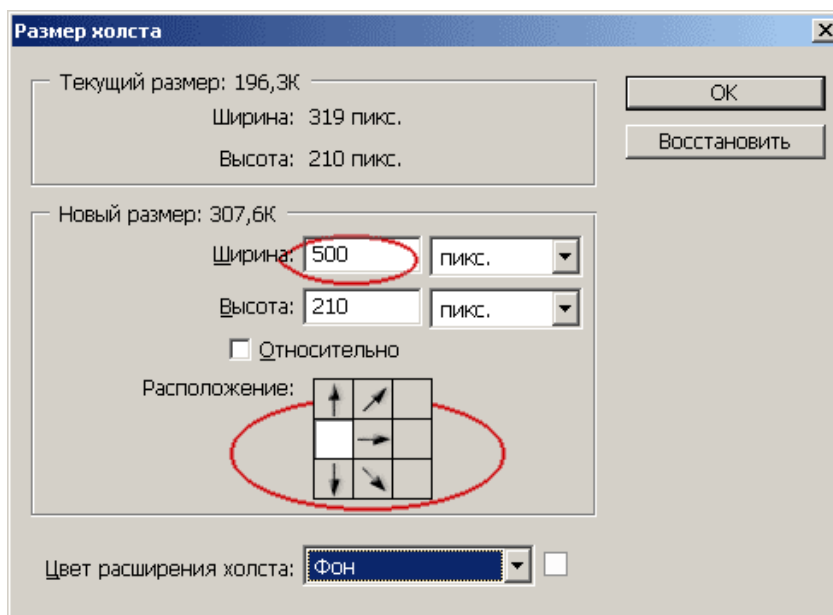 Размер холста
Текущий размер: 196,3K
OK
Ширина: 319 пикс.
Восстановить
Высота: 210 пикс.
Новый размер: 307,6K
Ширина: 500 пикс.
Высота: 210 пикс.
Относительно
Расположение:
Цвет расширения холста: Фон